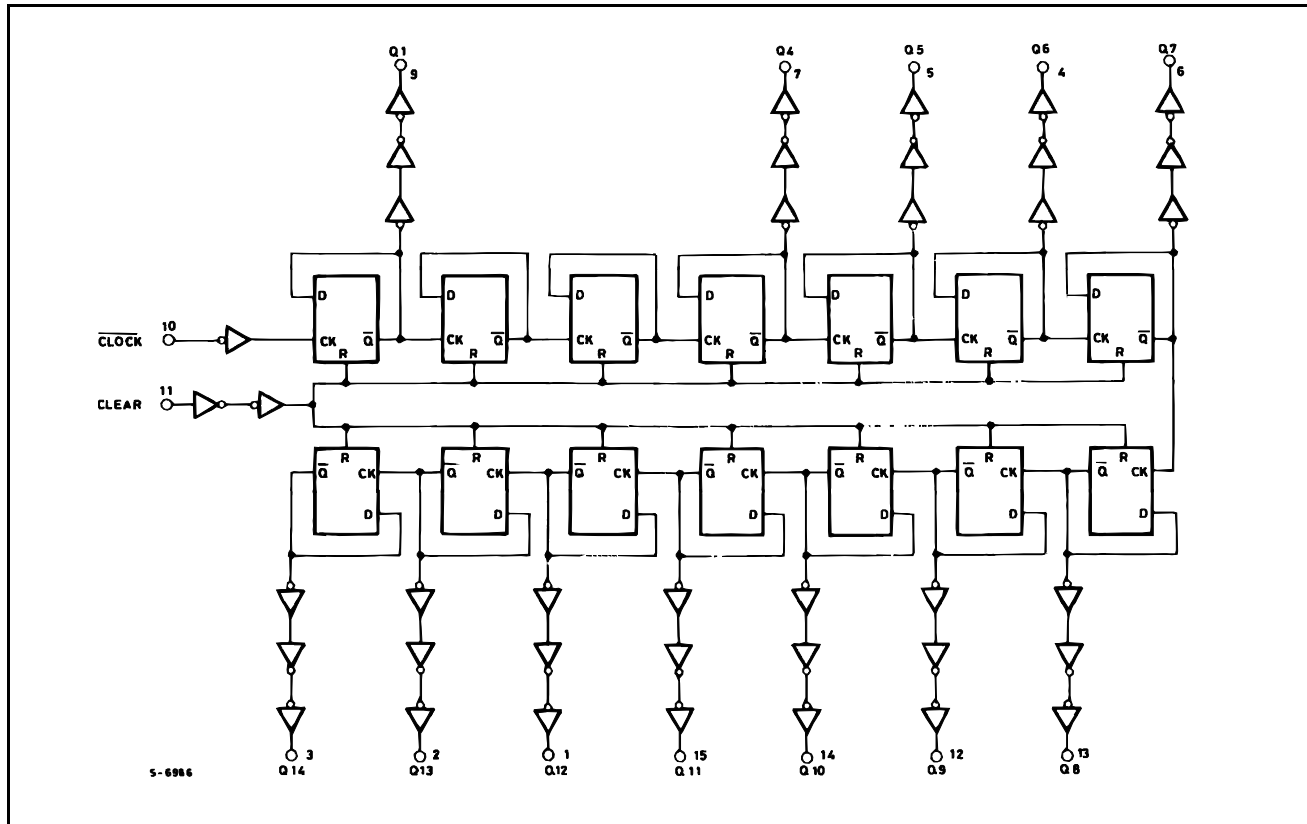 Q1 Q4 Q5 Q6 Q7
9 7 5 4 6
D D D D D D D
CLOCK 10 CK Q̅ CK Q̅ CK Q̅ CK Q̅ CK Q̅ CK Q̅ CK Q̅
R R R R R R R
CLEAR 11
R R R R R R R
Q̅ CK Q̅ CK Q̅ CK Q̅ CK Q̅ CK Q̅ CK Q̅ CK
D D D D D D D
3 2 1 15 14 12 13
Q14 Q13 Q12 Q11 Q10 Q9 Q8
S-6986